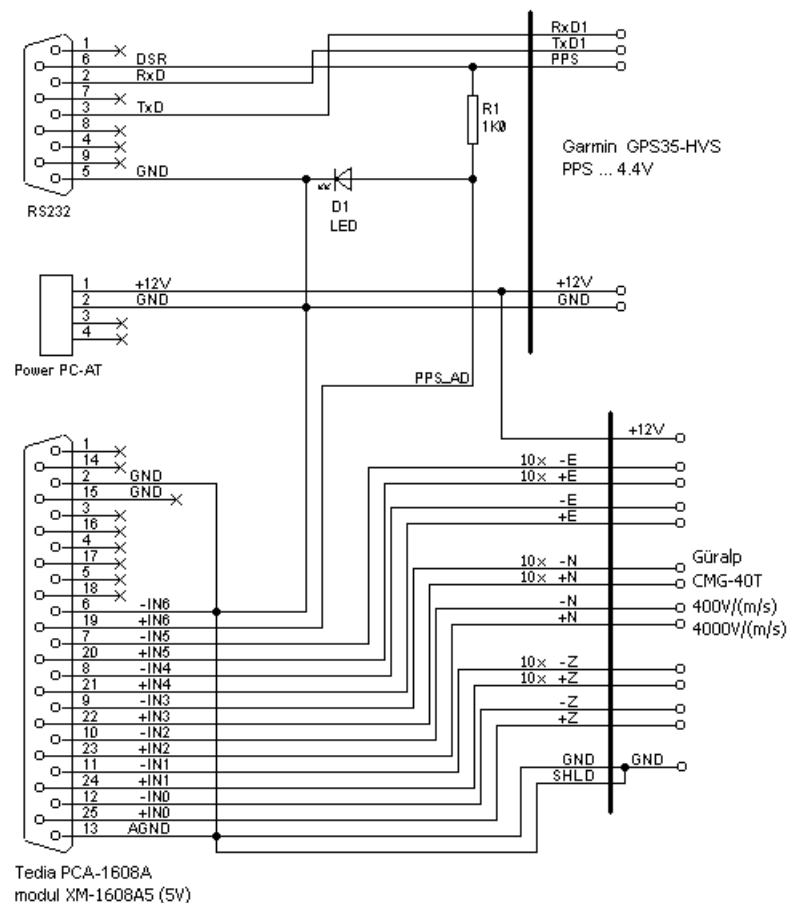 RxD1
TxD1
PPS
1
6 DSR
2 RxD
7
3 TxD
8
4
9
5 GND
RS232
R1
1K0
D1
LED
Garmin GPS35-HVS
PPS ... 4.4V
1 +12V
2 GND
3
4
+12V
GND
Power PC-AT
PPS_AD
1
14
2 GND
15 GND
3
16
4
17
5
18
6 -IN6
19 +IN6
7 -IN5
20 +IN5
8 -IN4
21 +IN4
9 -IN3
22 +IN3
10 -IN2
23 +IN2
11 -IN1
24 +IN1
12 -IN0
25 +IN0
13 AGND
+12V
10x -E
10x +E
-E
+E
10x -N
10x +N
-N
+N
10x -Z
10x +Z
-Z
+Z
GND GND
SHLD
Güralp
CMG-40T
400V/(m/s)
4000V/(m/s)
Tedia PCA-1608A
modul XM-1608A5 (5V)